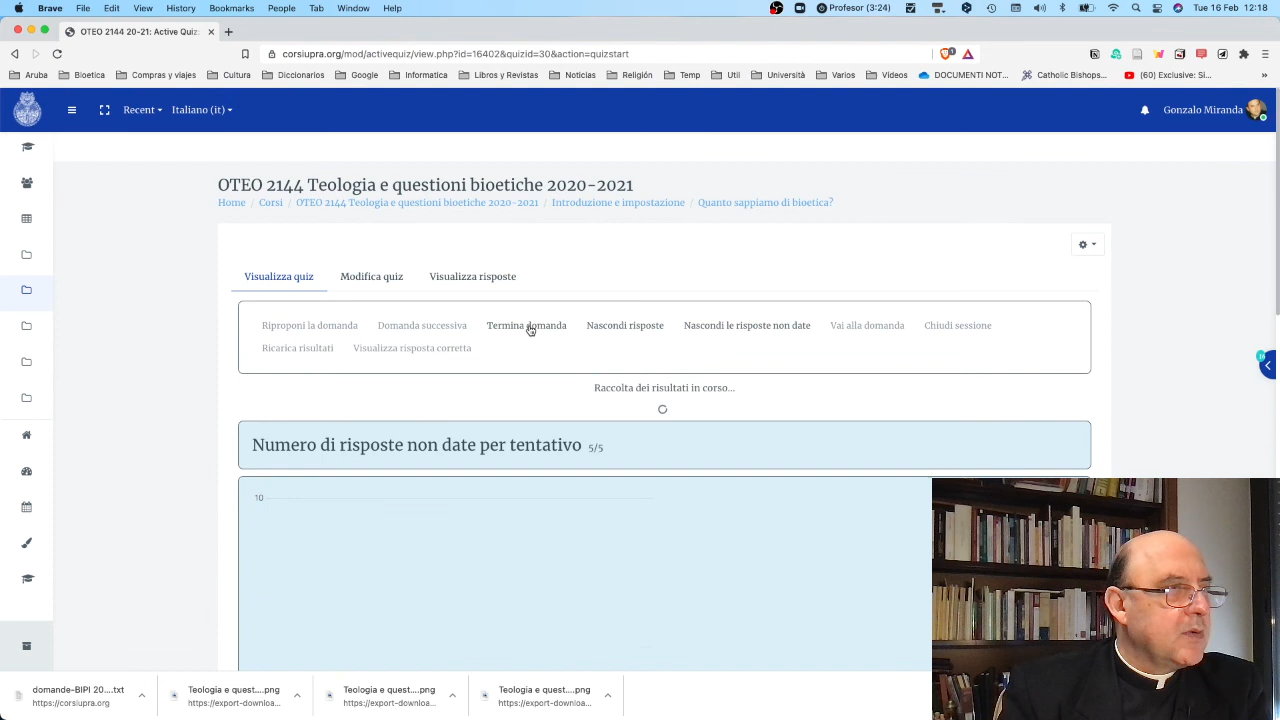 Brave File Edit View History Bookmarks People Tab Window Help Profesor (3:24) Tue 16 Feb 12:18
OTEO 2144 20-21: Active Quiz:
corsiupra.org/mod/activequiz/view.php?id=16402&quizid=30&action=quizstart
Aruba Bioetica Compras y viajes Cultura Diccionarios Google Informatica Libros y Revistas Noticias Religión Temp Util Università Varios Vídeos DOCUMENTI NOT... Catholic Bishops... (60) Exclusive: Si...
Recent Italiano (it) Gonzalo Miranda
OTEO 2144 Teologia e questioni bioetiche 2020-2021
Home / Corsi / OTEO 2144 Teologia e questioni bioetiche 2020-2021 / Introduzione e impostazione / Quanto sappiamo di bioetica?
Visualizza quiz Modifica quiz Visualizza risposte
Riproponi la domanda Domanda successiva Termina domanda Nascondi risposte Nascondi le risposte non date Vai alla domanda Chiudi sessione
Ricarica risultati Visualizza risposta corretta
Raccolta dei risultati in corso...
Numero di risposte non date per tentativo 5/5
10
domande-BIPI 20....txt Teologia e quest....png Teologia e quest....png Teologia e quest....png
https://corsiupra.org https://export-downloa... https://export-downloa... https://export-downloa...